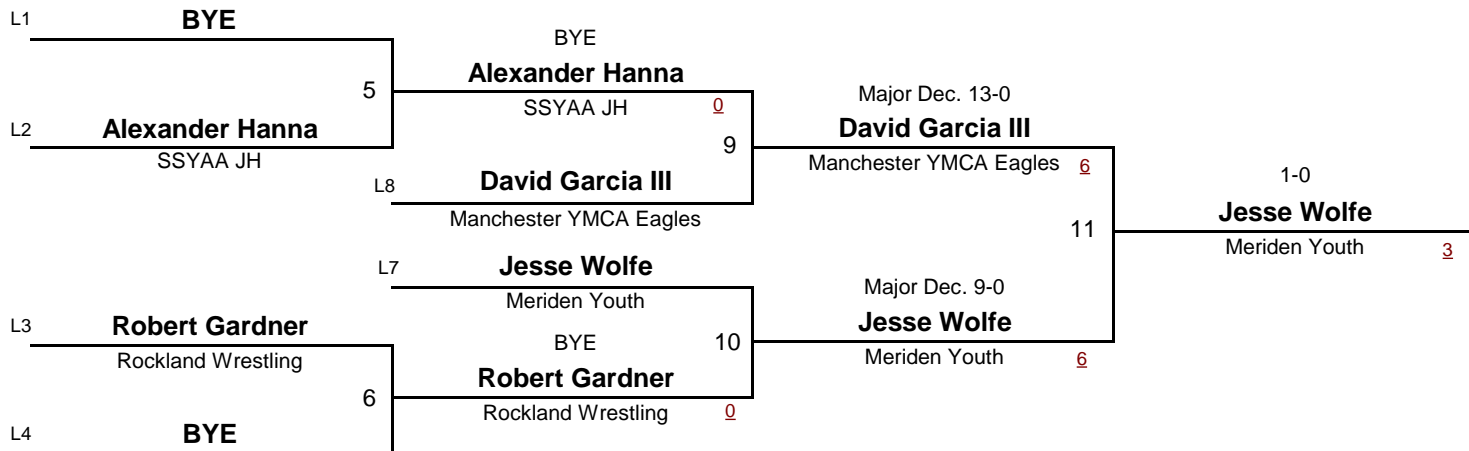 L1
BYE
5
L2
Alexander Hanna
SSYAA JH
BYE
Alexander Hanna
SSYAA JH
0
9
L8
David Garcia III
Manchester YMCA Eagles
Major Dec. 13-0
David Garcia III
Manchester YMCA Eagles
6
11
1-0
Jesse Wolfe
Meriden Youth
3
L7
Jesse Wolfe
Meriden Youth
10
L3
Robert Gardner
Rockland Wrestling
6
L4
BYE
BYE
Robert Gardner
Rockland Wrestling
0
Major Dec. 9-0
Jesse Wolfe
Meriden Youth
6